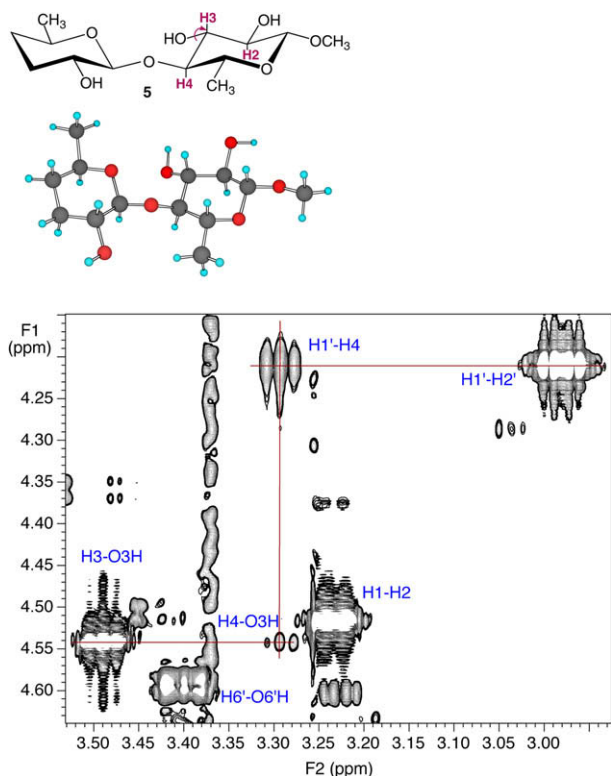 CH₃
H3
OH
HO
O
OCH₃
H2
O
OH
O
H4
CH₃
5
F1
(ppm)
4.25
4.30
4.35
4.40
4.45
4.50
4.55
4.60
H1'-H4
H1'-H2'
H3-O3H
H4-O3H
H1-H2
H6'-O6'H
3.50 3.45 3.40 3.35 3.30 3.25 3.20 3.15 3.10 3.05 3.00
F2 (ppm)